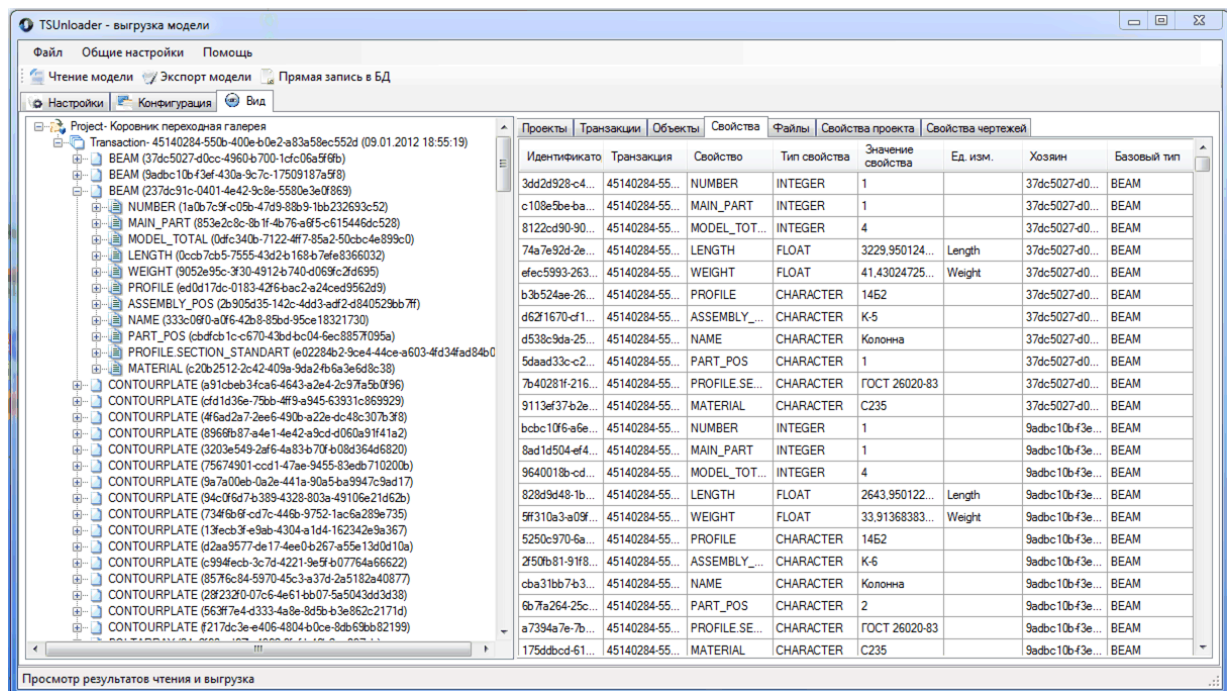 TSUnloader - выгрузка модели
Файл Общие настройки Помощь
Чтение модели Экспорт модели Прямая запись в БД
Настройки Конфигурация Вид
Project- Коровник переходная галерея
Transaction- 45140284-550b-400e-b0e2-a83a58ec552d (09.01.2012 18:55:19)
BEAM (37dc5027-d0cc-4960-b700-1cfc06a5f6fb)
BEAM (9adbc10b-f3ef-430a-9c7c-17509187a5f8)
BEAM (237dc91c-0401-4e42-9c8e-5580e3e0f869)
NUMBER (1a0b7c9f-c05b-47d9-88b9-1bb232693c52)
MAIN_PART (853e2c8c-8b1f-4b76-a6f5-c615446dc528)
MODEL_TOTAL (0dfc340b-7122-4ff7-85a2-50cbc4e899c0)
LENGTH (0ccb7cb5-7555-43d2-b168-b7efe8366032)
WEIGHT (9052e95c-3f30-4912-b740-d069fc2fd695)
PROFILE (ed0d17dc-0183-42f6-bac2-a24ced9562d9)
ASSEMBLY_POS (2b905d35-142c-4dd3-adf2-d840529bb7ff)
NAME (333c06f0-a0f6-42b8-85bd-95ce18321730)
PART_POS (cbdfcb1c-c670-43bd-bc04-6ec8857f095a)
PROFILE.SECTION_STANDART (e02284b2-9ce4-44ce-a603-4fd34fad84b0
MATERIAL (c20b2512-2c42-409a-9da2-fb6a3e6d8c38)
CONTOURPLATE (a91cbeb3-fca6-4643-a2e4-2c97fa5b0f96)
CONTOURPLATE (cfd1d36e-75bb-4ff9-a945-63931c869929)
CONTOURPLATE (4f6ad2a7-2ee6-490b-a22e-dc48c307b3f8)
CONTOURPLATE (8966fb87-a4e1-4e42-a9cd-d060a91f41a2)
CONTOURPLATE (3203e549-2af6-4a83-b70f-b08d364d6820)
CONTOURPLATE (75674901-ccd1-47ae-9455-83edb710200b)
CONTOURPLATE (9a7a00eb-0a2e-441a-90a5-ba9947c9ad17)
CONTOURPLATE (94c0f6d7-b389-4328-803a-49106e21d62b)
CONTOURPLATE (734f6b6f-cd7c-446b-9752-1ac6a289e735)
CONTOURPLATE (13fecb3f-e9ab-4304-a1d4-162342e9a367)
CONTOURPLATE (d2aa9577-de17-4ee0-b267-a55e13d0d10a)
CONTOURPLATE (c994fecb-3c7d-4221-9e5f-b07764a66622)
CONTOURPLATE (857f6c84-5970-45c3-a37d-2a5182a40877)
CONTOURPLATE (28f232f0-07c6-4e61-bb07-5a5043dd3d38)
CONTOURPLATE (563ff7e4-d333-4a8e-8d5b-b3e862c2171d)
CONTOURPLATE (f217dc3e-e406-4804-b0ce-8db69bb82199)
Проекты Транзакции Объекты Свойства Файлы Свойства проекта Свойства чертежей
Идентификато Транзакция Свойство Тип свойства Значение свойства Ед. изм. Хозяин Базовый тип
3dd2d928-c4... 45140284-55... NUMBER INTEGER 1 37dc5027-d0... BEAM
c108e5be-ba... 45140284-55... MAIN_PART INTEGER 1 37dc5027-d0... BEAM
8122cd90-90... 45140284-55... MODEL_TOT... INTEGER 4 37dc5027-d0... BEAM
74a7e92d-2e... 45140284-55... LENGTH FLOAT 3229,950124... Length 37dc5027-d0... BEAM
efec5993-263... 45140284-55... WEIGHT FLOAT 41,43024725... Weight 37dc5027-d0... BEAM
b3b524ae-26... 45140284-55... PROFILE CHARACTER 14Б2 37dc5027-d0... BEAM
d62f1670-cf1... 45140284-55... ASSEMBLY_... CHARACTER К-5 37dc5027-d0... BEAM
d538c9da-25... 45140284-55... NAME CHARACTER Колонна 37dc5027-d0... BEAM
5daad33c-c2... 45140284-55... PART_POS CHARACTER 1 37dc5027-d0... BEAM
7b40281f-216... 45140284-55... PROFILE.SE... CHARACTER ГОСТ 26020-83 37dc5027-d0... BEAM
9113ef37-b2e... 45140284-55... MATERIAL CHARACTER С235 37dc5027-d0... BEAM
bcbc10f6-a6e... 45140284-55... NUMBER INTEGER 1 9adbc10b-f3e... BEAM
8ad1d504-ef4... 45140284-55... MAIN_PART INTEGER 1 9adbc10b-f3e... BEAM
9640018b-cd... 45140284-55... MODEL_TOT... INTEGER 4 9adbc10b-f3e... BEAM
828d9d48-1b... 45140284-55... LENGTH FLOAT 2643,950122... Length 9adbc10b-f3e... BEAM
5ff310a3-a09f... 45140284-55... WEIGHT FLOAT 33,91368383... Weight 9adbc10b-f3e... BEAM
5250c970-6a... 45140284-55... PROFILE CHARACTER 14Б2 9adbc10b-f3e... BEAM
2f50fb81-91f8... 45140284-55... ASSEMBLY_... CHARACTER К-6 9adbc10b-f3e... BEAM
cba31bb7-b3... 45140284-55... NAME CHARACTER Колонна 9adbc10b-f3e... BEAM
6b7fa264-25c... 45140284-55... PART_POS CHARACTER 2 9adbc10b-f3e... BEAM
a7394a7e-7b... 45140284-55... PROFILE.SE... CHARACTER ГОСТ 26020-83 9adbc10b-f3e... BEAM
175ddbcd-61... 45140284-55... MATERIAL CHARACTER С235 9adbc10b-f3e... BEAM
Просмотр результатов чтения и выгрузка